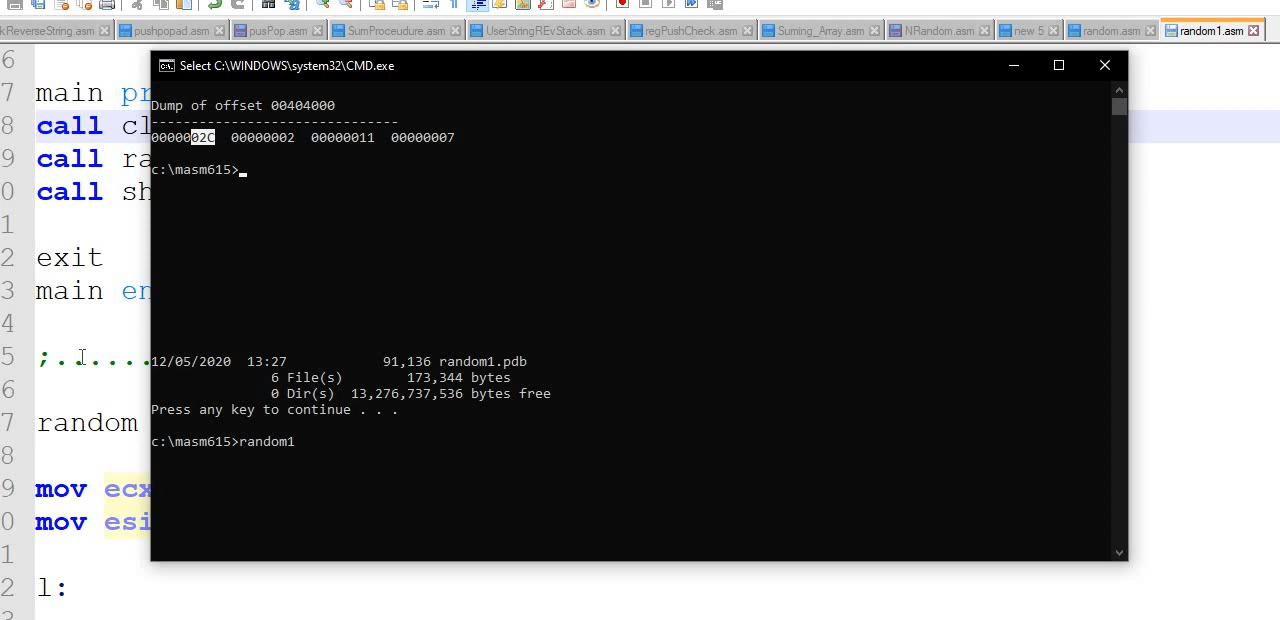 kReverseString.asm pushpopad.asm pusPop.asm SumProceudure.asm UserStringREvStack.asm regPushCheck.asm Suming_Array.asm NRandom.asm new 5 random.asm random1.asm
Select C:\WINDOWS\system32\CMD.exe
6
7 main pr
8 call cl
9 call ra
0 call sh
1
2 exit
3 main en
4
5 ;......
6
7 random
8
9 mov ecx
0 mov esi
1
2 l:
Dump of offset 00404000
-------------------------------
0000002C 00000002 00000011 00000007
c:\masm615>
12/05/2020 13:27 91,136 random1.pdb
6 File(s) 173,344 bytes
0 Dir(s) 13,276,737,536 bytes free
Press any key to continue . . .
c:\masm615>random1